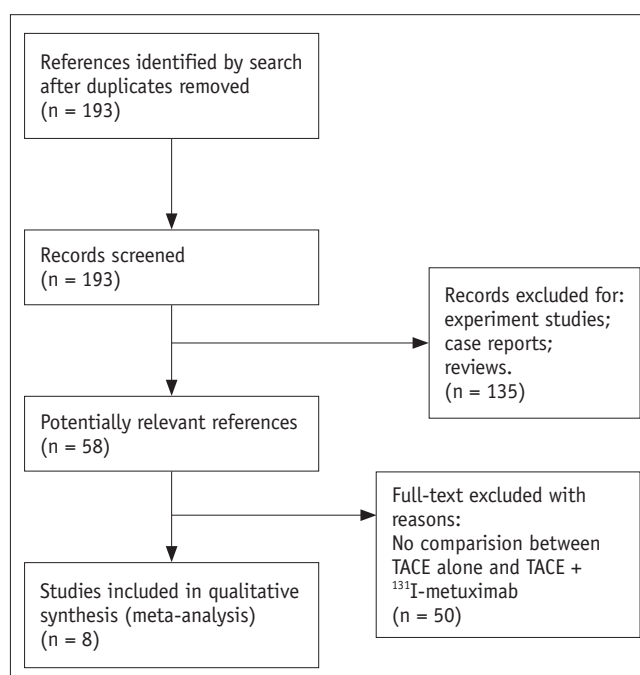 References identified by search
after duplicates removed
(n = 193)
Records screened
(n = 193)
Records excluded for:
experiment studies;
case reports;
reviews.
(n = 135)
Potentially relevant references
(n = 58)
Full-text excluded with
reasons:
No comparision between
TACE alone and TACE +
¹³¹I-metuximab
(n = 50)
Studies included in qualitative
synthesis (meta-analysis)
(n = 8)